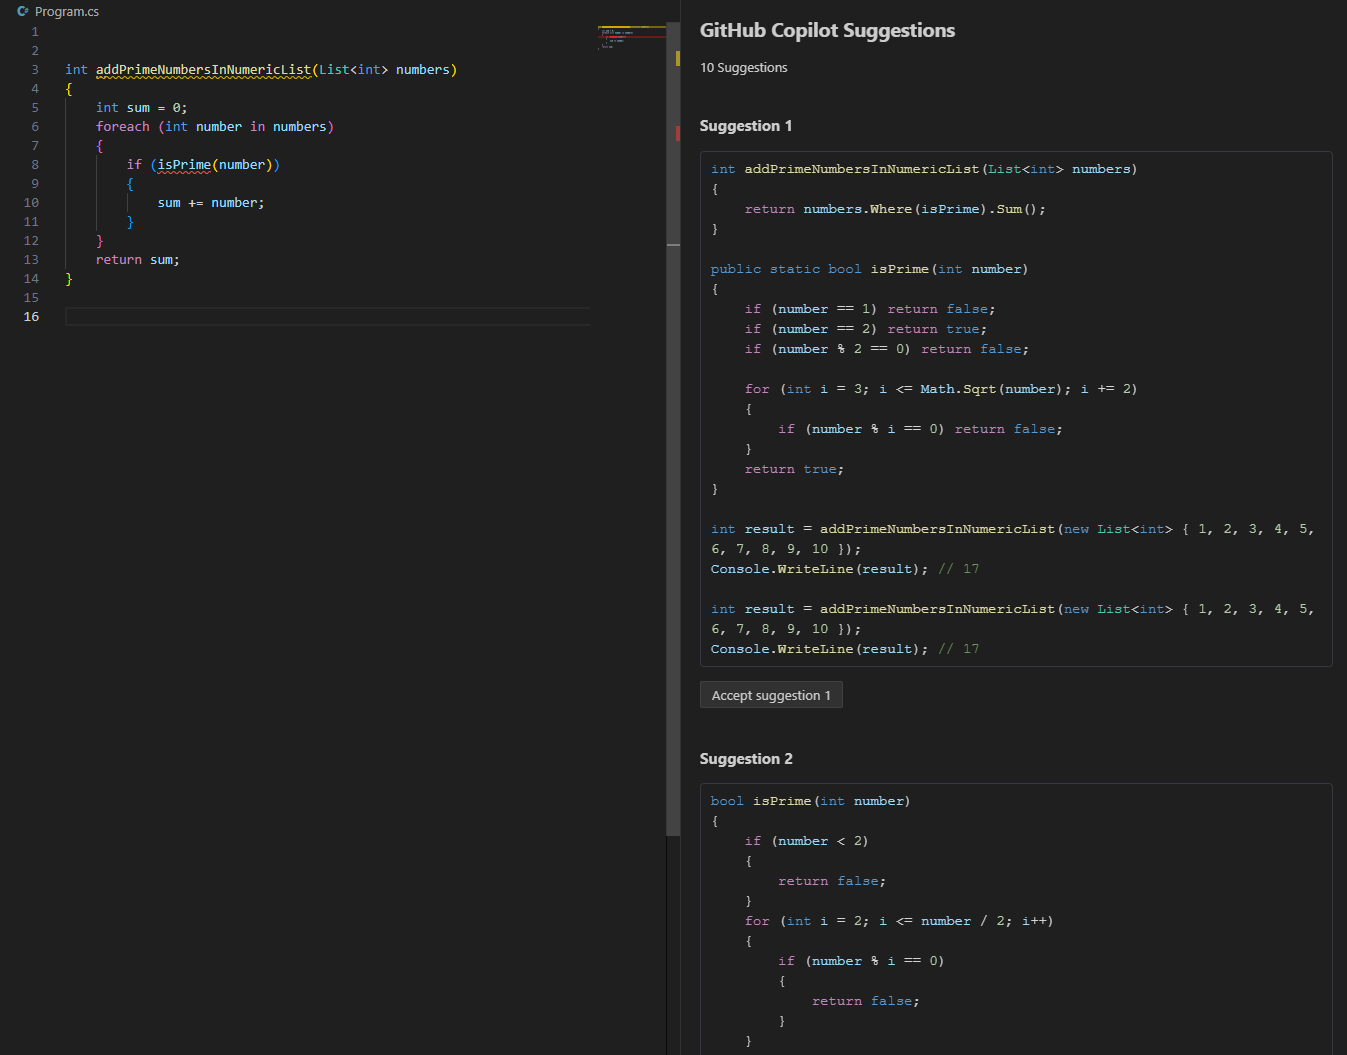 Program.cs
1
2
3 int addPrimeNumbersInNumericList(List<int> numbers)
4 {
5 int sum = 0;
6 foreach (int number in numbers)
7 {
8 if (isPrime(number))
9 {
10 sum += number;
11 }
12 }
13 return sum;
14 }
15
16
GitHub Copilot Suggestions
10 Suggestions
Suggestion 1
int addPrimeNumbersInNumericList(List<int> numbers)
{
return numbers.Where(isPrime).Sum();
}
public static bool isPrime(int number)
{
if (number == 1) return false;
if (number == 2) return true;
if (number % 2 == 0) return false;
for (int i = 3; i <= Math.Sqrt(number); i += 2)
{
if (number % i == 0) return false;
}
return true;
}
int result = addPrimeNumbersInNumericList(new List<int> { 1, 2, 3, 4, 5,
6, 7, 8, 9, 10 });
Console.WriteLine(result); // 17
int result = addPrimeNumbersInNumericList(new List<int> { 1, 2, 3, 4, 5,
6, 7, 8, 9, 10 });
Console.WriteLine(result); // 17
Accept suggestion 1
Suggestion 2
bool isPrime(int number)
{
if (number < 2)
{
return false;
}
for (int i = 2; i <= number / 2; i++)
{
if (number % i == 0)
{
return false;
}
}